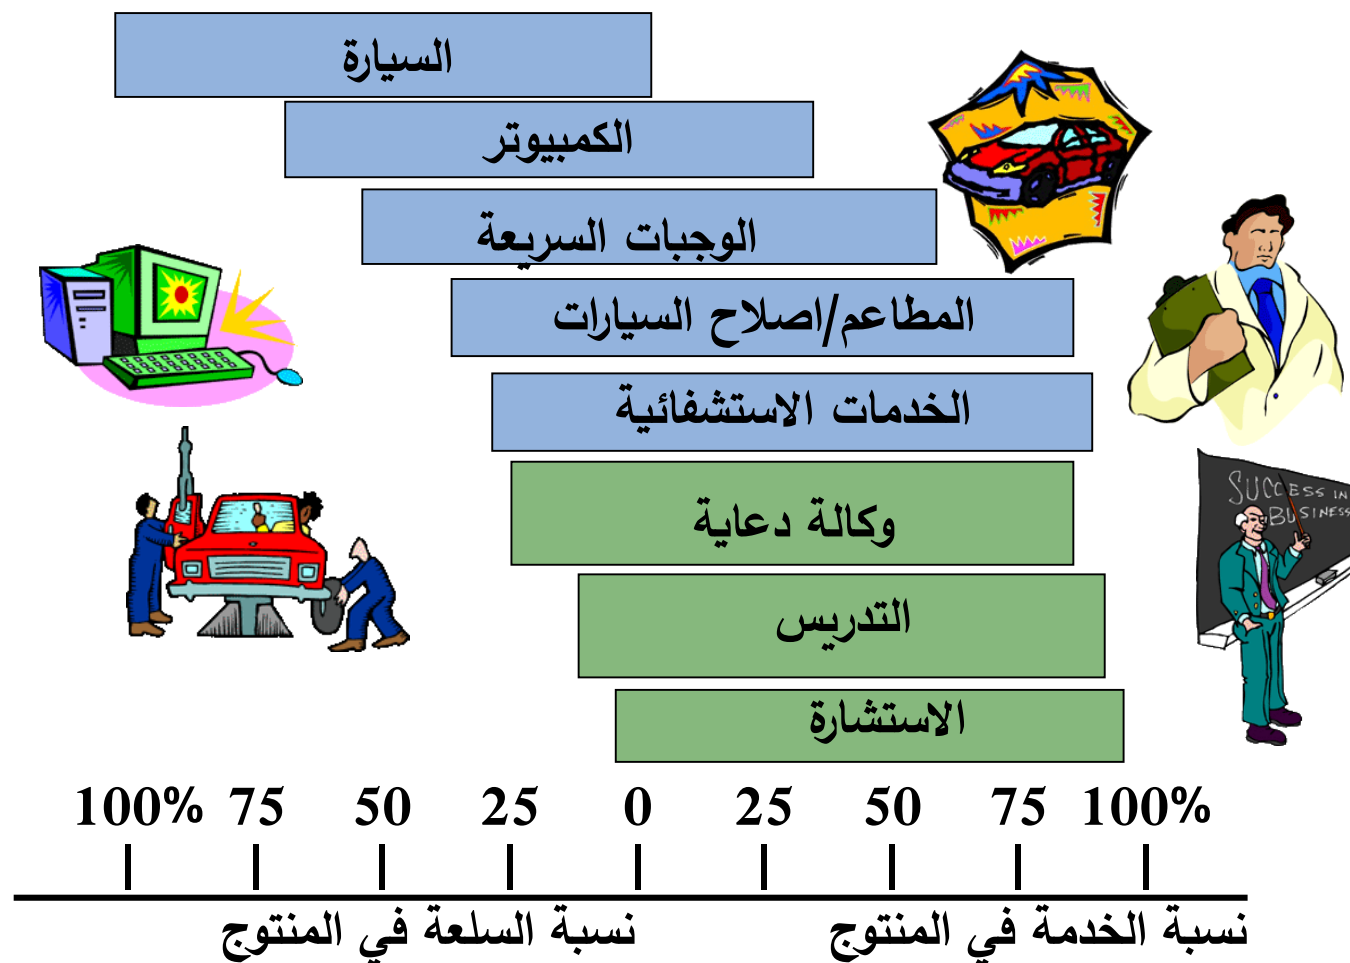 السيارة
الكمبيوتر
الوجبات السريعة
المطاعم/اصلاح السيارات
الخدمات الاستشفائية
وكالة دعاية
التدريس
الاستشارة
SUCCESS IN
BUSINESS
100% 75 50 25 0 25 50 75 100%
نسبة الخدمة في المنتوج
نسبة السلعة في المنتوج